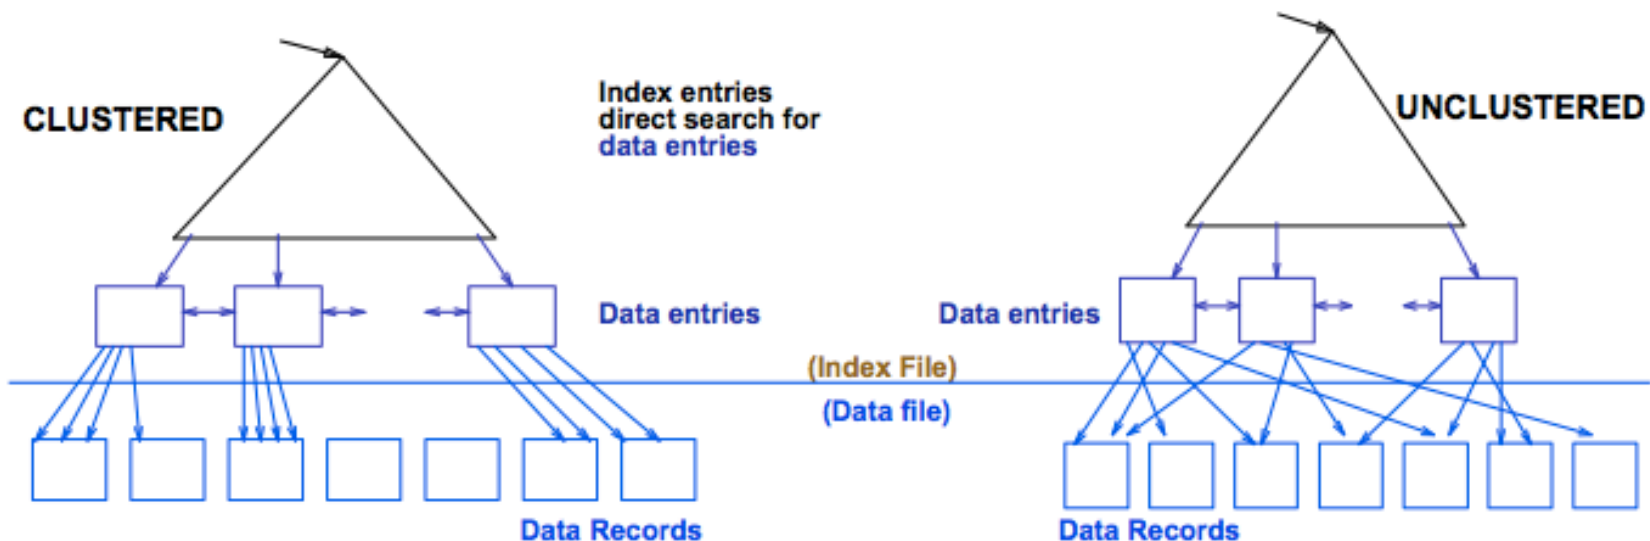 CLUSTERED
Index entries
direct search for
data entries
UNCLUSTERED
Data entries
Data entries
(Index File)
(Data file)
Data Records
Data Records